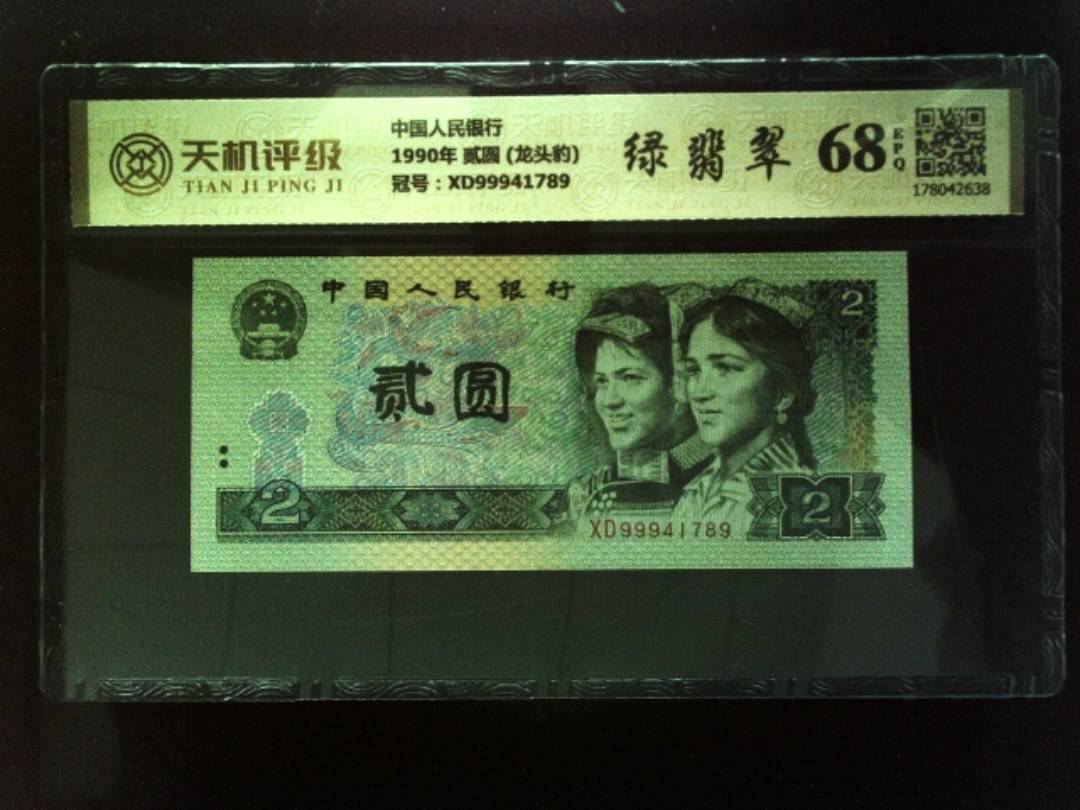 天机评级
TIAN JI PING JI
中国人民银行
1990年 贰圆 (龙头豹)
冠号：XD99941789
绿翡翠
68
EPQ
178042638
中国人民银行
2
贰圆
2
XD99941789
2